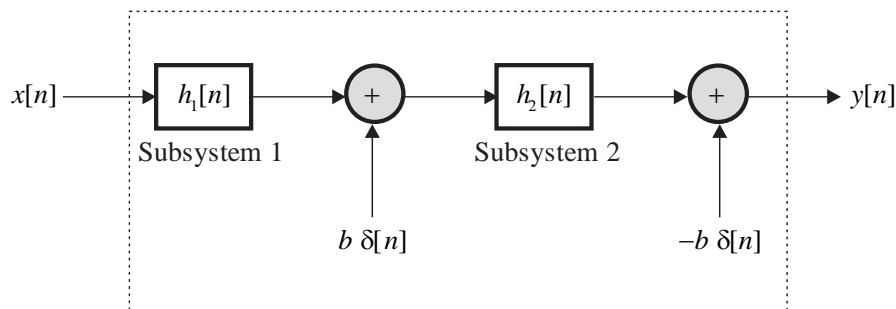 x[n] h₁[n] + h₂[n] + y[n]
Subsystem 1 Subsystem 2
b δ[n] −b δ[n]